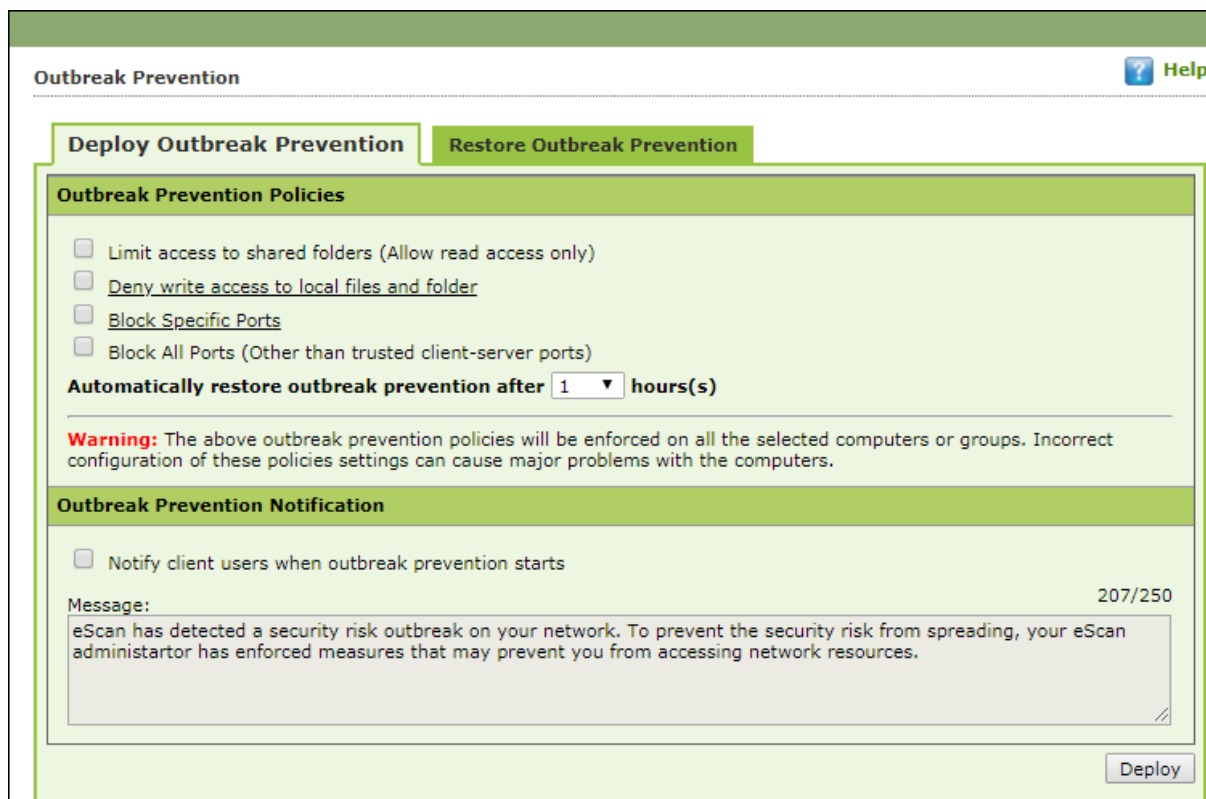 Outbreak Prevention
Help
Deploy Outbreak Prevention
Restore Outbreak Prevention
Outbreak Prevention Policies
Limit access to shared folders (Allow read access only)
Deny write access to local files and folder
Block Specific Ports
Block All Ports (Other than trusted client-server ports)
Automatically restore outbreak prevention after 1 hours(s)
Warning: The above outbreak prevention policies will be enforced on all the selected computers or groups. Incorrect
configuration of these policies settings can cause major problems with the computers.
Outbreak Prevention Notification
Notify client users when outbreak prevention starts
207/250
Message:
eScan has detected a security risk outbreak on your network. To prevent the security risk from spreading, your eScan
administartor has enforced measures that may prevent you from accessing network resources.
Deploy